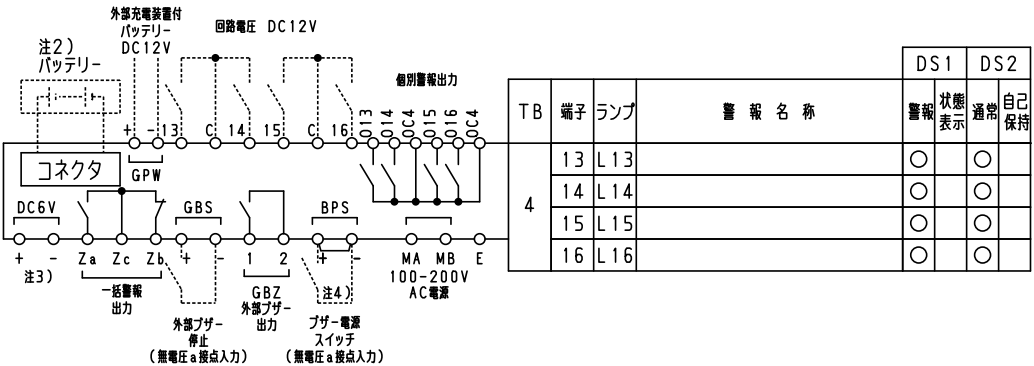 外部充電装置付
バッテリー
DC12V
回路電圧 DC12V
注2)
バッテリー
個別警報出力
+ - 13 C 14 15 C 16 013 014 0C4 015 016 0C4
コネクタ
GPW
DC6V GBS BPS
+ - Za Zc Zb + - 1 2 + - MA MB E
注3)
一括警報
出力
GBZ
外部ブザー
出力
注4)
100-200V
AC電源
外部ブザー
停止
(無電圧a接点入力)
ブザー電源
スイッチ
(無電圧a接点入力)
DS1 DS2
TB 端子 ランプ 警報名称 警報 状態表示 通常 自己保持
4
13 L13 ○ ○
14 L14 ○ ○
15 L15 ○ ○
16 L16 ○ ○